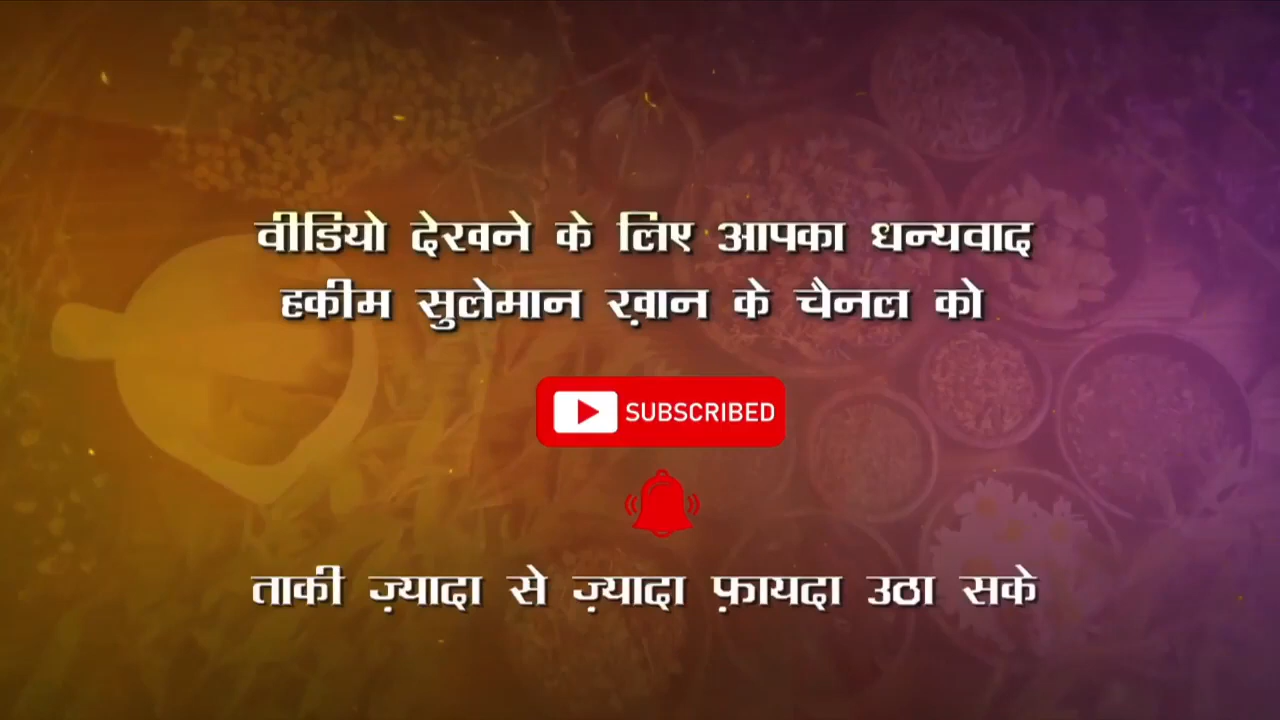 वीडियो देखने के लिए आपका धन्यवाद
हकीम सुलेमान ख़ान के चैनल को
SUBSCRIBED
ताकी ज़्यादा से ज़्यादा फ़ायदा उठा सके